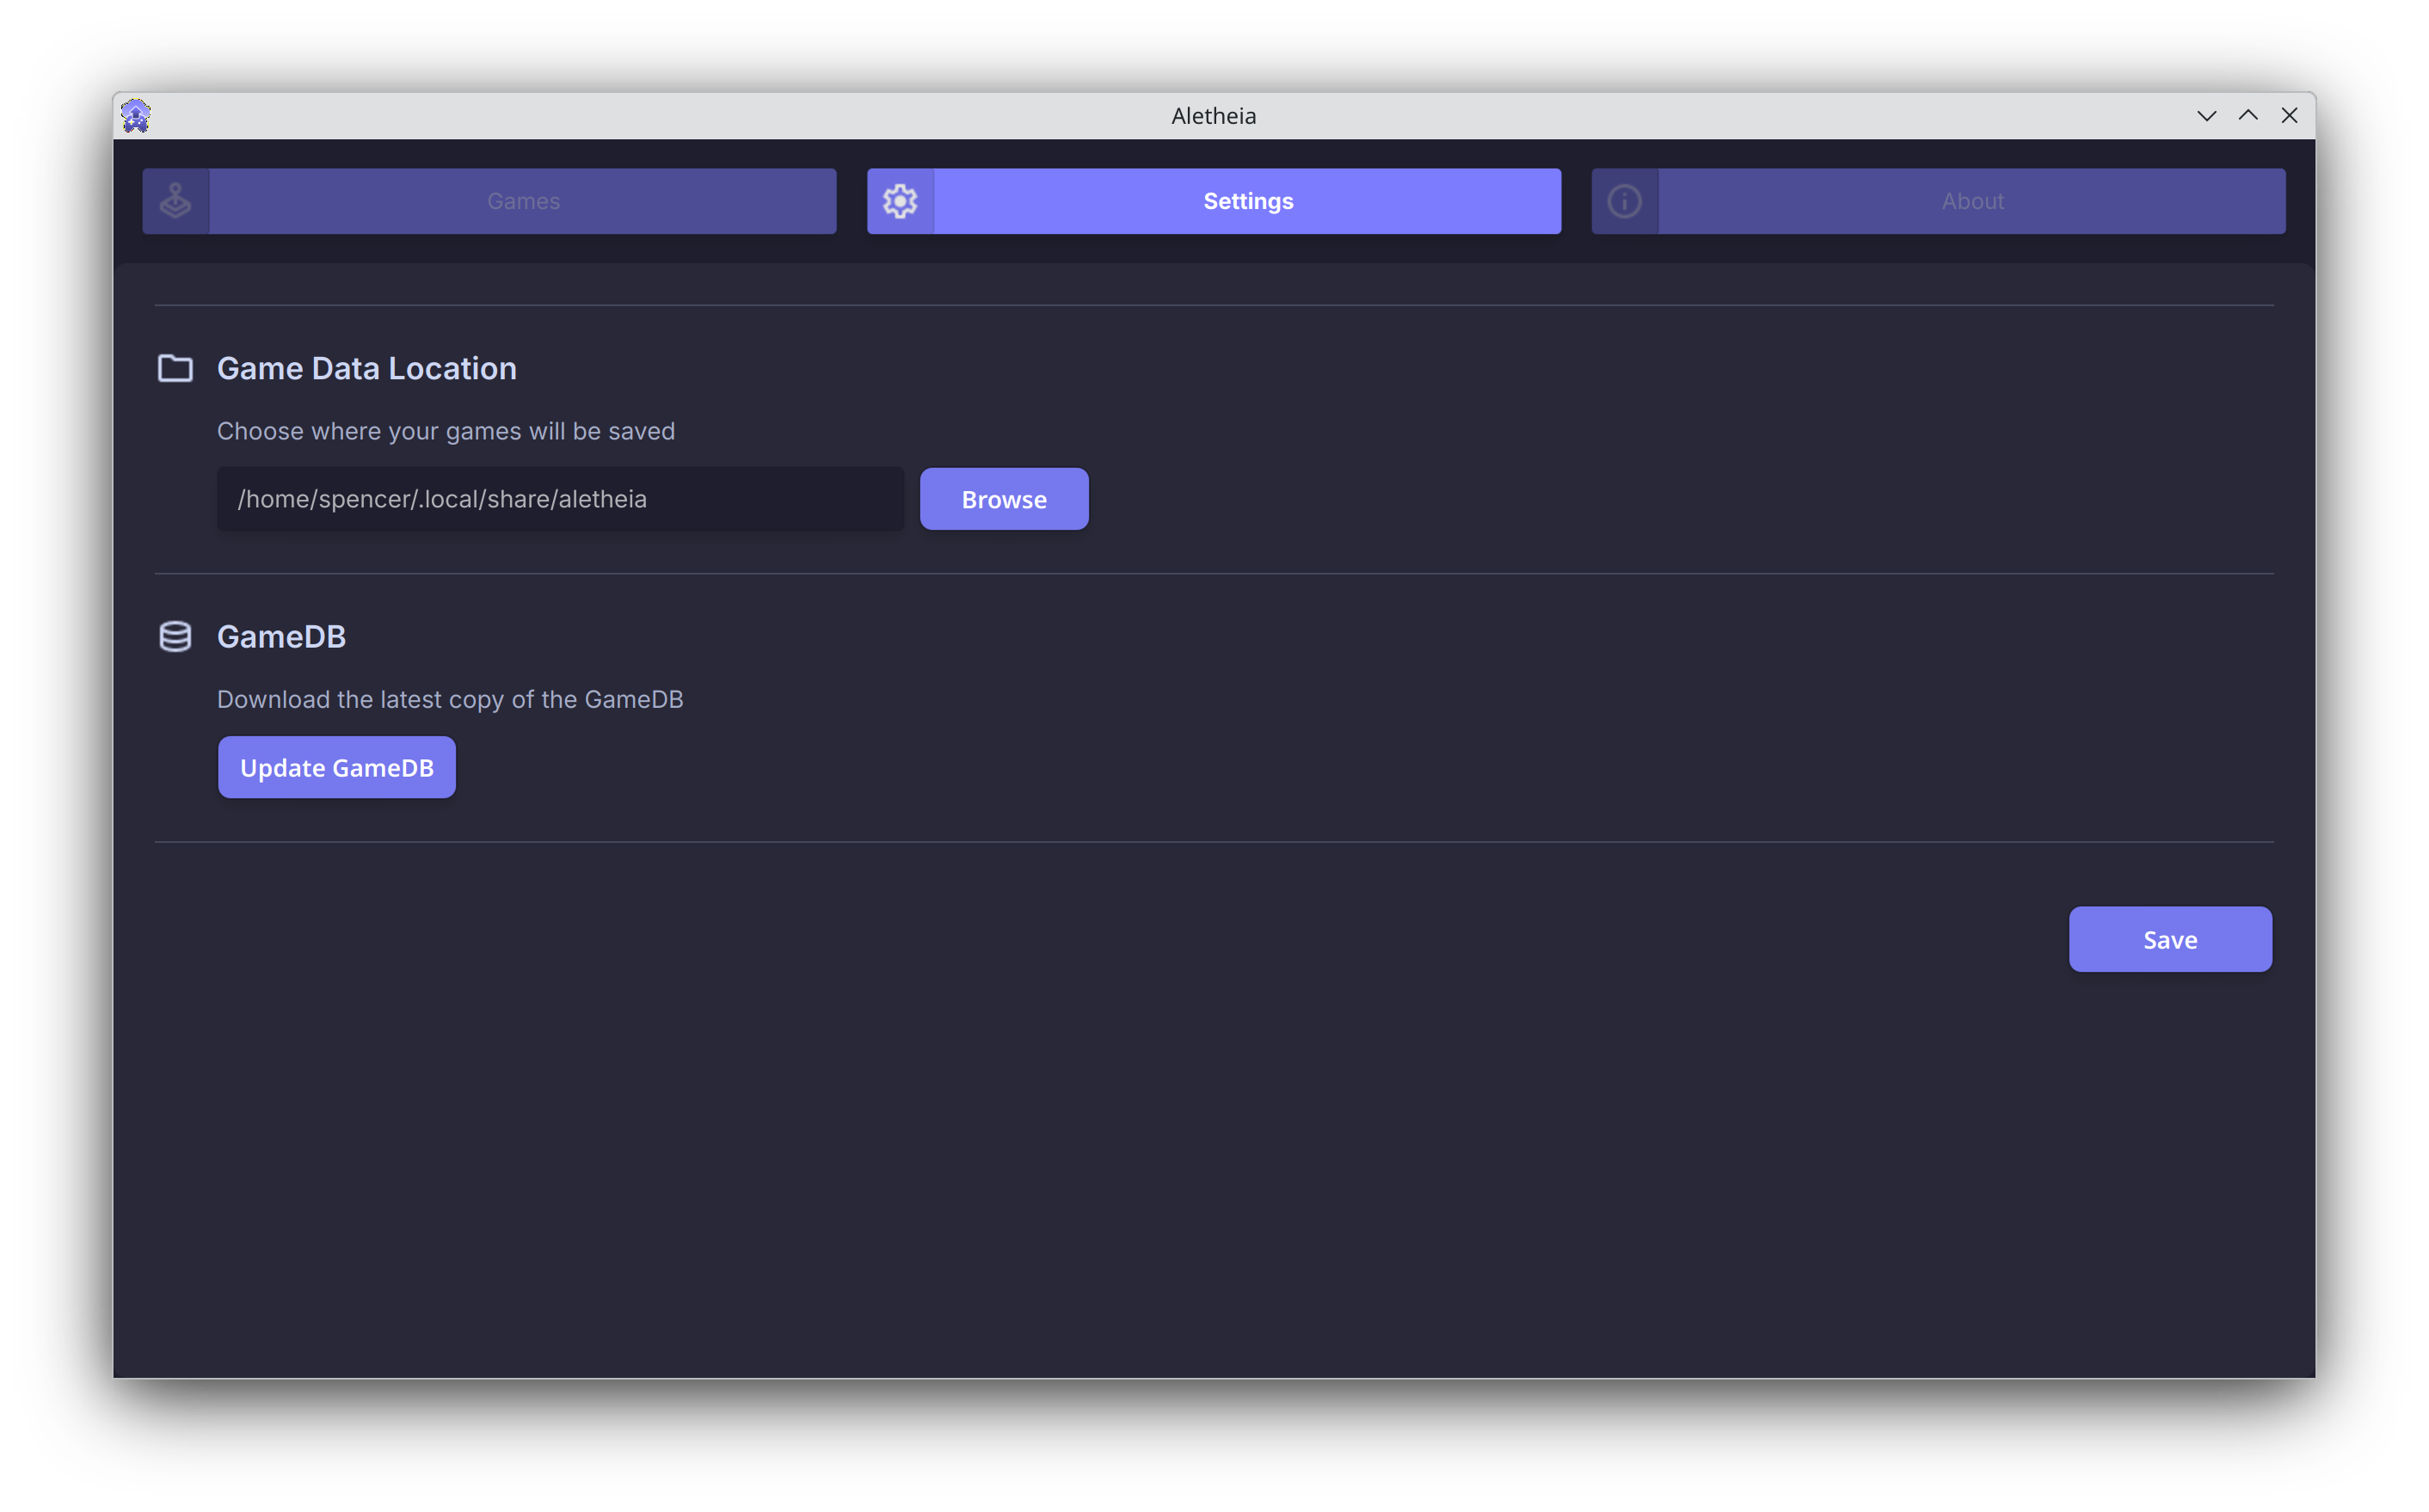 Aletheia
Games
Settings
About
Game Data Location
Choose where your games will be saved
/home/spencer/.local/share/aletheia
Browse
GameDB
Download the latest copy of the GameDB
Update GameDB
Save